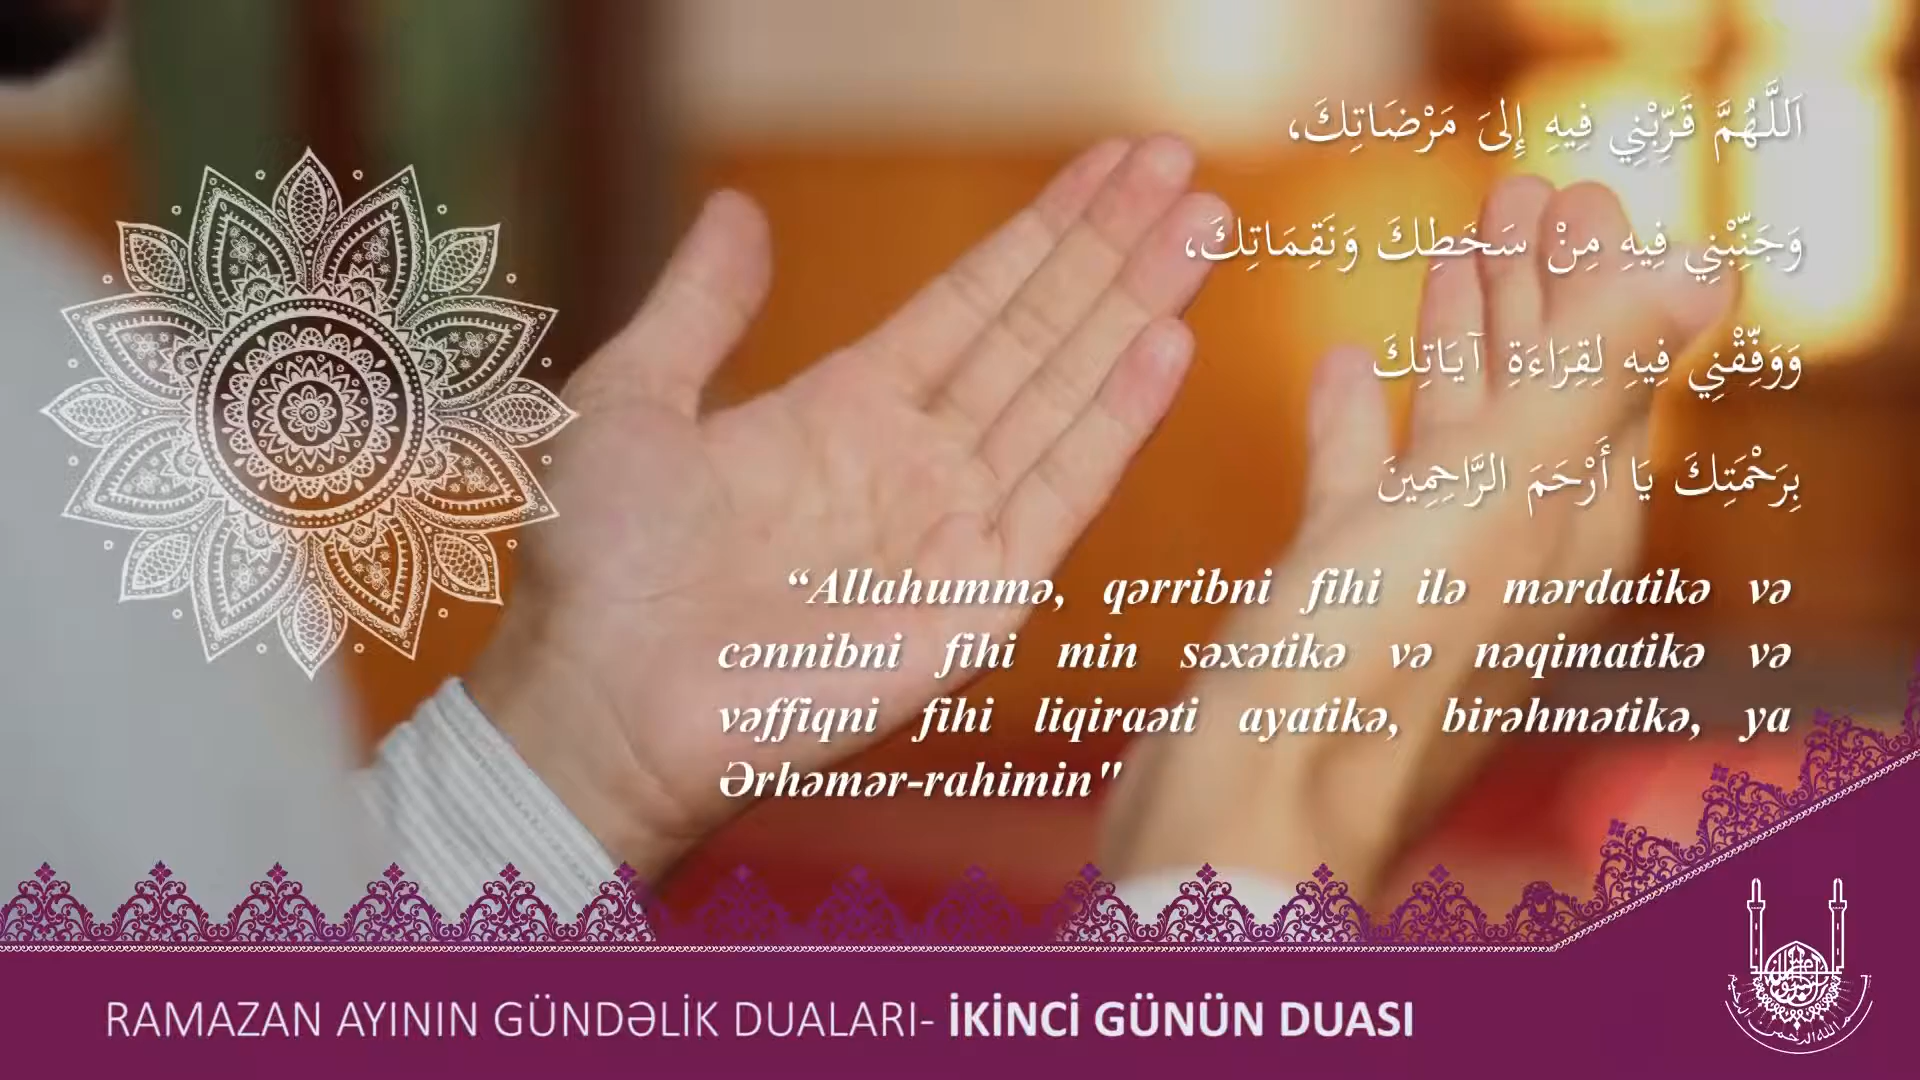 اَللَّهُمَّ قَرِّبْنِي فِيهِ إِلىَ مَرْضَاتِكَ،
وَجَنِّبْنِي فِيهِ مِنْ سَخَطِكَ وَنَقِمَاتِكَ،
وَوَفِّقْنِي فِيهِ لِقِرَاءَةِ آيَاتِكَ
بِرَحْمَتِكَ يَا أَرْحَمَ الرَّاحِمِينَ
“Allahummə, qərribni fihi ilə mərdatikə və
cənnibni fihi min səxətikə və nəqimatikə və
vəffiqni fihi liqiraəti ayatikə, birəhmətikə, ya
Ərhəmər-rahimin"
RAMAZAN AYININ GÜNDƏLİK DUALARI- İKİNCİ GÜNÜN DUASI